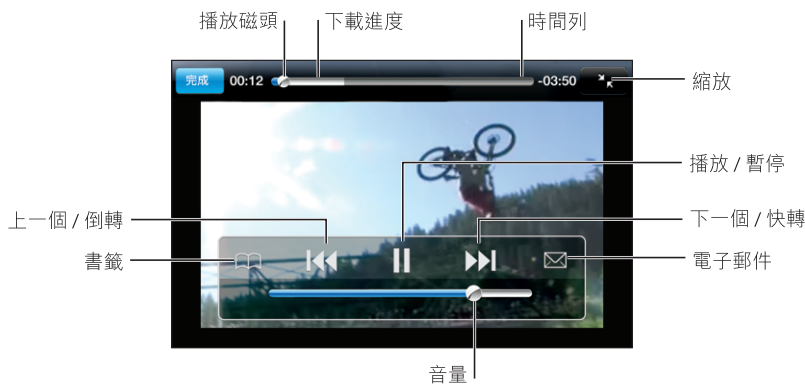 播放磁頭
下載進度
時間列
完成
00:12
-03:50
縮放
播放 / 暫停
上一個 / 倒轉
下一個 / 快轉
書籤
電子郵件
音量